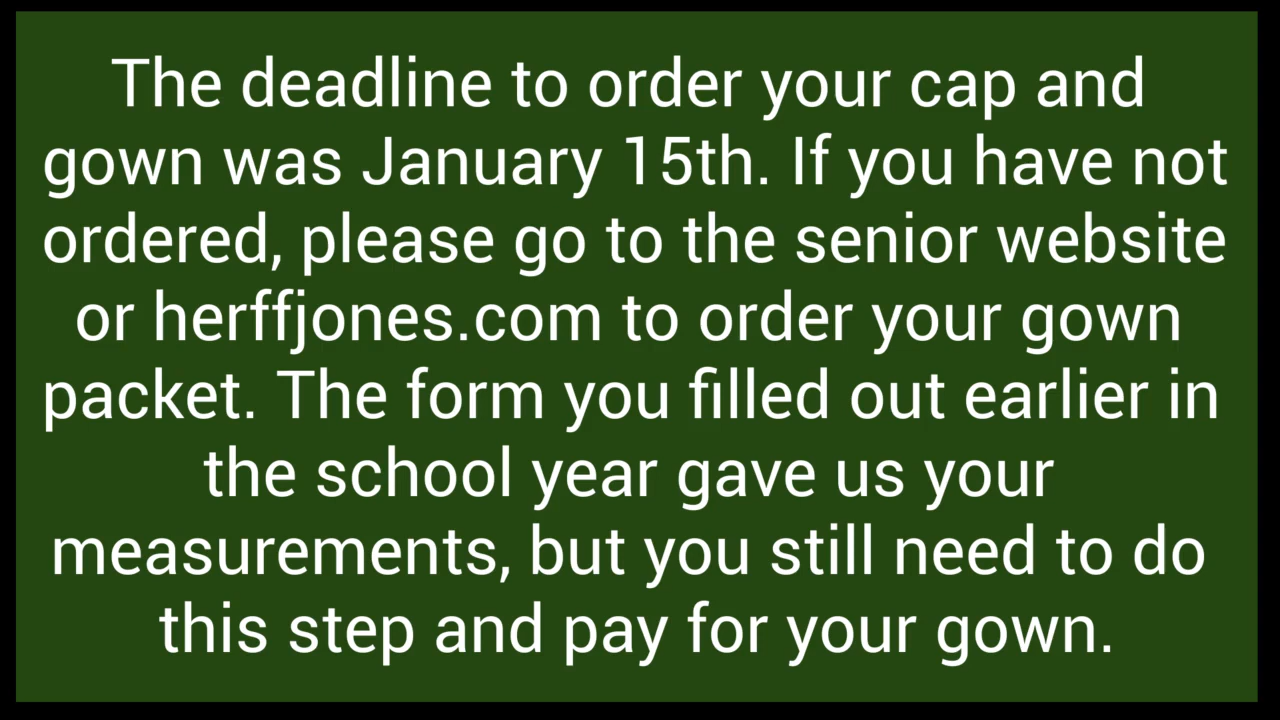 The deadline to order your cap and
gown was January 15th. If you have not
ordered, please go to the senior website
or herffjones.com to order your gown
packet. The form you filled out earlier in
the school year gave us your
measurements, but you still need to do
this step and pay for your gown.